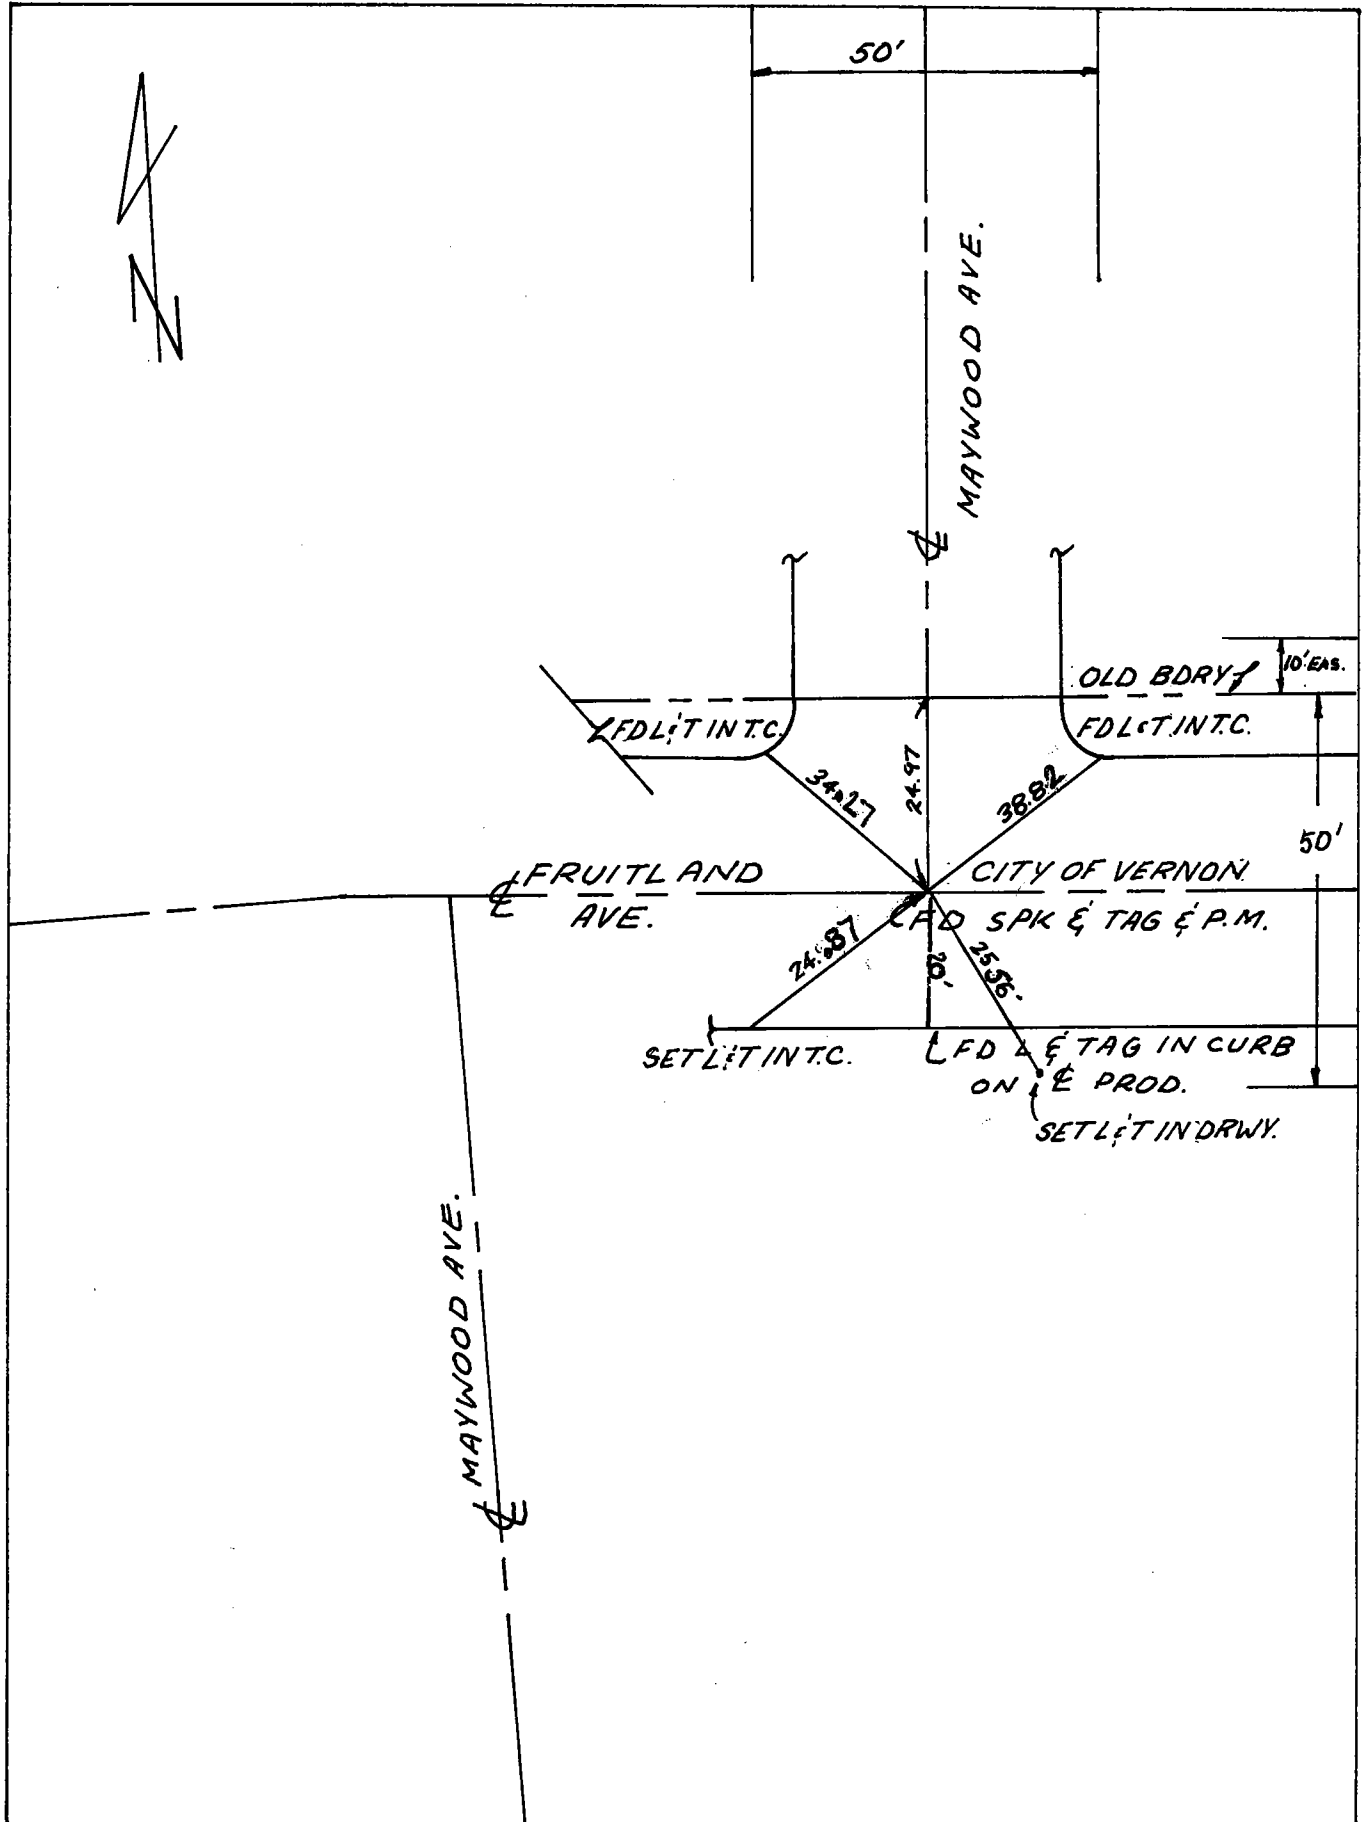 50'
N
MAYWOOD AVE.
℄
OLD BDRY
10' EAS.
FD L&T IN T.C.
FD L&T IN T.C.
34.27
24.97
38.82
50'
℄ FRUITLAND
AVE.
CITY OF VERNON
FD SPK & TAG & P.M.
24.87
20'
25.56'
SET L&T IN T.C.
FD L & TAG IN CURB
ON ℄ PROD.
SET L&T IN DRWY.
MAYWOOD AVE.
℄